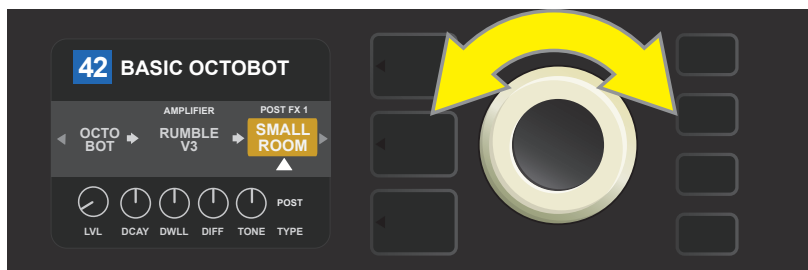 42 BASIC OCTOBOT
AMPLIFIER POST FX 1
OCTO RUMBLE SMALL
BOT V3 ROOM
POST
LVL DCAY DWLL DIFF TONE TYPE